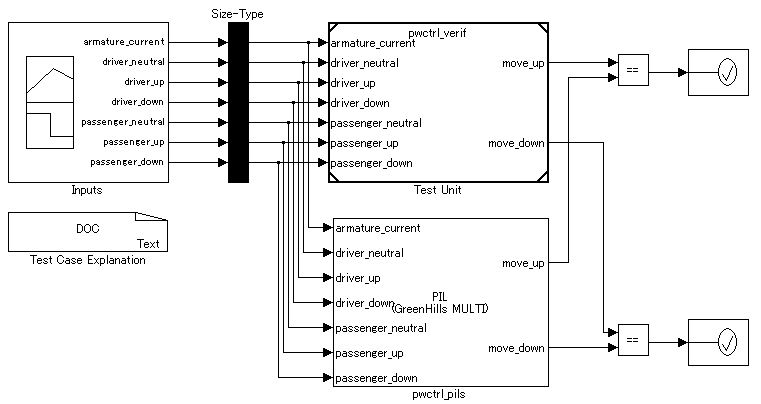 Size-Type
armature_current
driver_neutral
driver_up
driver_down
passenger_neutral
passenger_up
passenger_down
Inputs
DOC
Text
Test Case Explanation
pwctrl_verif
armature_current
driver_neutral
driver_up
driver_down
passenger_neutral
passenger_up
passenger_down
move_up
move_down
Test Unit
armature_current
driver_neutral
driver_up
driver_down
passenger_neutral
passenger_up
passenger_down
PIL
(GreenHills MULTI)
move_up
move_down
pwctrl_pils
==
==